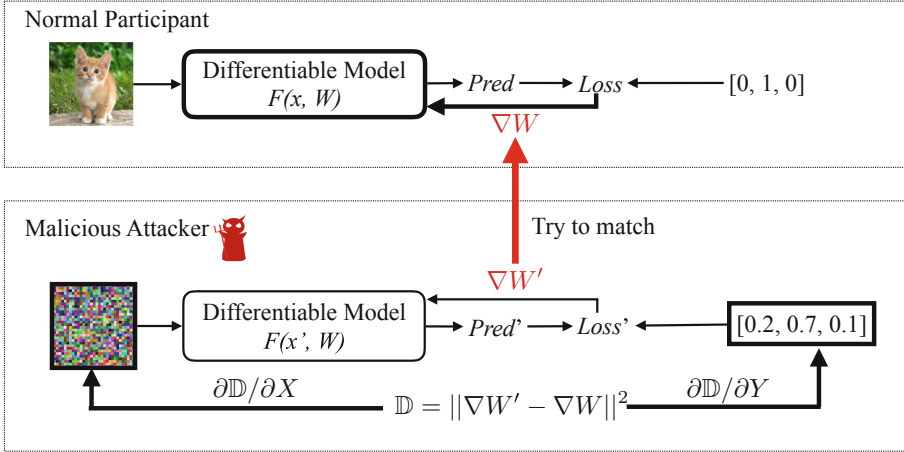 Normal Participant
Differentiable Model
F(x, W)
Pred
Loss
[0, 1, 0]
∇W
Malicious Attacker
Try to match
∇W′
Differentiable Model
F(x’, W)
Pred’
Loss’
[0.2, 0.7, 0.1]
∂𝔻/∂X
𝔻 = ||∇W′ − ∇W||²
∂𝔻/∂Y